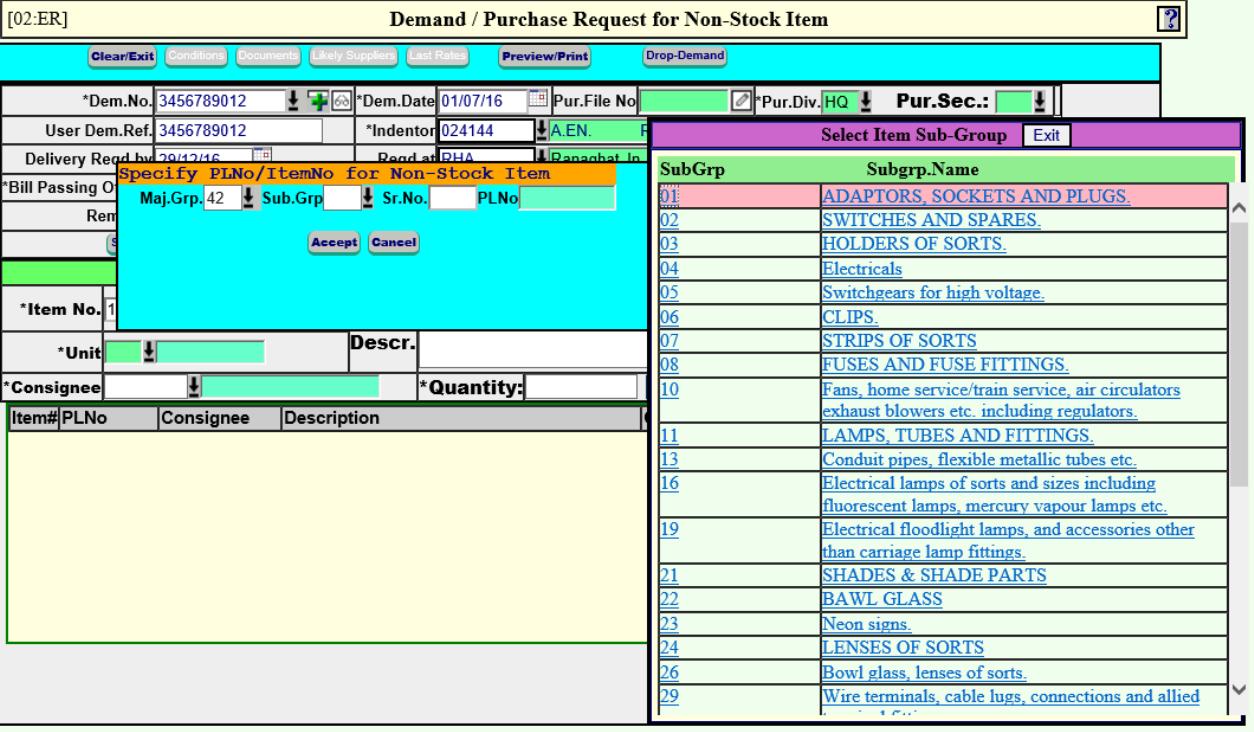 [02:ER] Demand / Purchase Request for Non-Stock Item ?
Clear/Exit Conditions Documents Likely Suppliers Last Rates Preview/Print Drop-Demand
*Dem.No. 3456789012 *Dem.Date 01/07/16 Pur.File No *Pur.Div. HQ Pur.Sec.:
User Dem.Ref. 3456789012 *Indentor 024144 A.EN.
Delivery Reqd by 29/12/16 Reqd at RHA Ranaghat, In
*Bill Passing O
Rem
Specify PLNo/ItemNo for Non-Stock Item
Maj.Grp. 42 Sub.Grp Sr.No. PLNo
Accept Cancel
*Item No. 1
*Unit Descr.
*Consignee *Quantity:
Item# PLNo Consignee Description
Select Item Sub-Group Exit
SubGrp Subgrp.Name
01 ADAPTORS, SOCKETS AND PLUGS.
02 SWITCHES AND SPARES.
03 HOLDERS OF SORTS.
04 Electricals
05 Switchgears for high voltage.
06 CLIPS.
07 STRIPS OF SORTS
08 FUSES AND FUSE FITTINGS.
10 Fans, home service/train service, air circulators
exhaust blowers etc. including regulators.
11 LAMPS, TUBES AND FITTINGS.
13 Conduit pipes, flexible metallic tubes etc.
16 Electrical lamps of sorts and sizes including
fluorescent lamps, mercury vapour lamps etc.
19 Electrical floodlight lamps, and accessories other
than carriage lamp fittings.
21 SHADES & SHADE PARTS
22 BAWL GLASS
23 Neon signs.
24 LENSES OF SORTS
26 Bowl glass, lenses of sorts.
29 Wire terminals, cable lugs, connections and allied